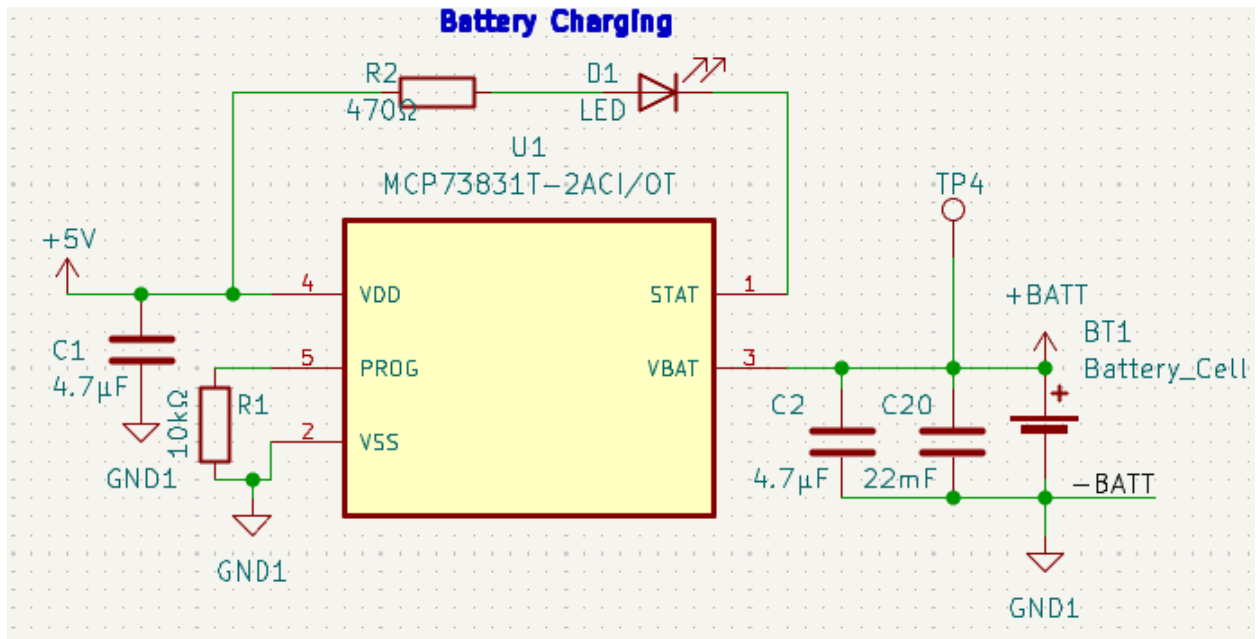 Battery Charging
R2
470Ω
D1
LED
U1
MCP73831T-2ACI/OT
TP4
+5V
4
VDD
STAT
1
+BATT
BT1
Battery_Cell
C1
4.7µF
5
PROG
VBAT
3
+
R1
10kΩ
2
VSS
C2
4.7µF
C20
22mF
-BATT
GND1
GND1
GND1